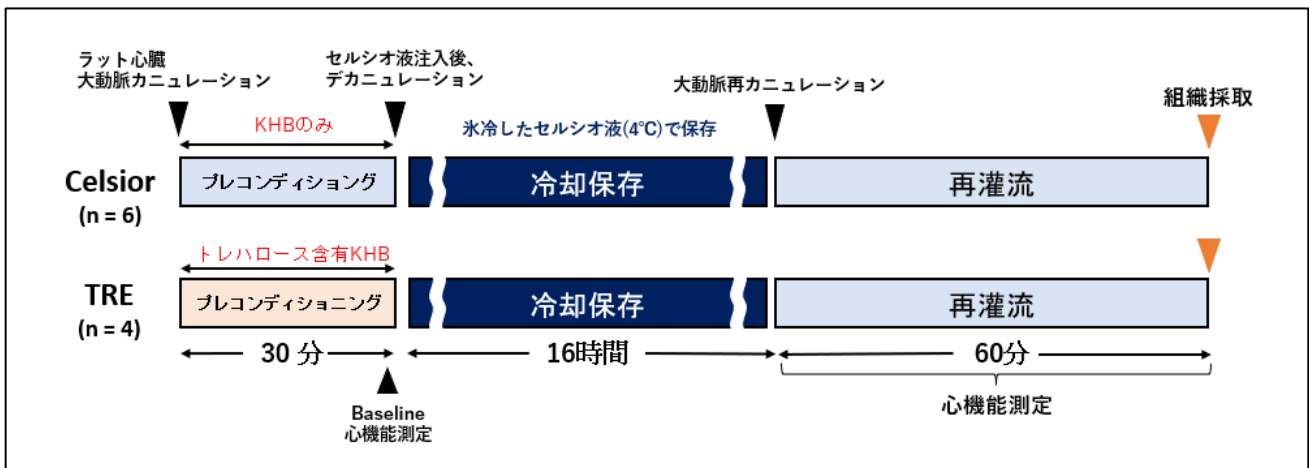 ラット心臓
大動脈カニュレーション
セルシオ液注入後、
デカニュレーション
大動脈再カニュレーション
組織採取
KHBのみ
氷冷したセルシオ液(4℃)で保存
Celsior
(n = 6)
プレコンディショング
冷却保存
再灌流
トレハロース含有KHB
TRE
(n = 4)
プレコンディショニング
冷却保存
再灌流
30 分
16時間
60分
Baseline
心機能測定
心機能測定